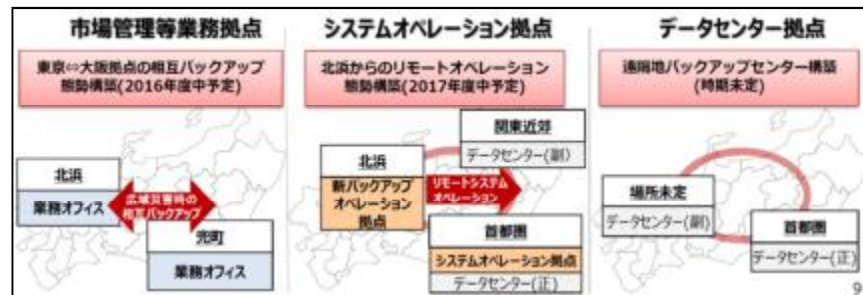 市場管理等業務拠点
東京⇔大阪拠点の相互バックアップ
態勢構築(2016年度中予定)
北浜
業務オフィス
広域災害時の
相互バックアップ
兜町
業務オフィス
システムオペレーション拠点
北浜からのリモートオペレーション
態勢構築(2017年度中予定)
関東近郊
データセンター(副)
北浜
新バックアップ
オペレーション
拠点
リモートシステム
オペレーション
首都圏
システムオペレーション拠点
データセンター(正)
データセンター拠点
遠隔地バックアップセンター構築
(時期未定)
場所未定
データセンター(副)
首都圏
データセンター(正)
9